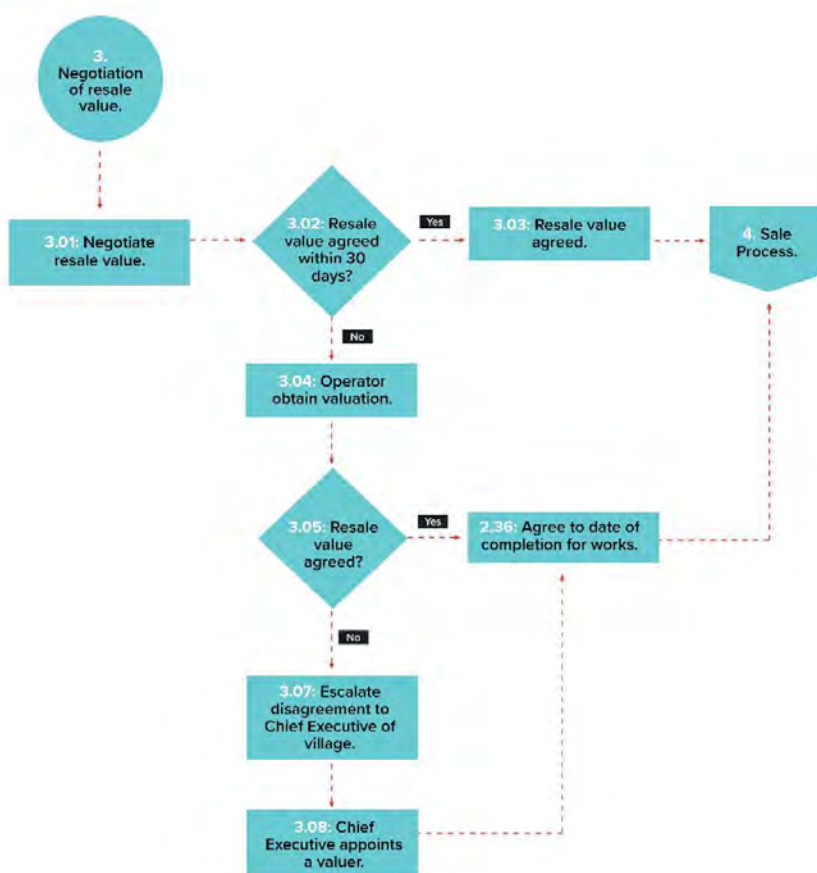 3.
Negotiation
of resale
value.
3.01: Negotiate
resale value.
3.02: Resale
value agreed
within 30
days?
Yes
3.03: Resale value
agreed.
4. Sale
Process.
No
3.04: Operator
obtain valuation.
3.05: Resale
value
agreed?
Yes
2.36: Agree to date of
completion for works.
No
3.07: Escalate
disagreement to
Chief Executive of
village.
3.08: Chief
Executive appoints
a valuer.